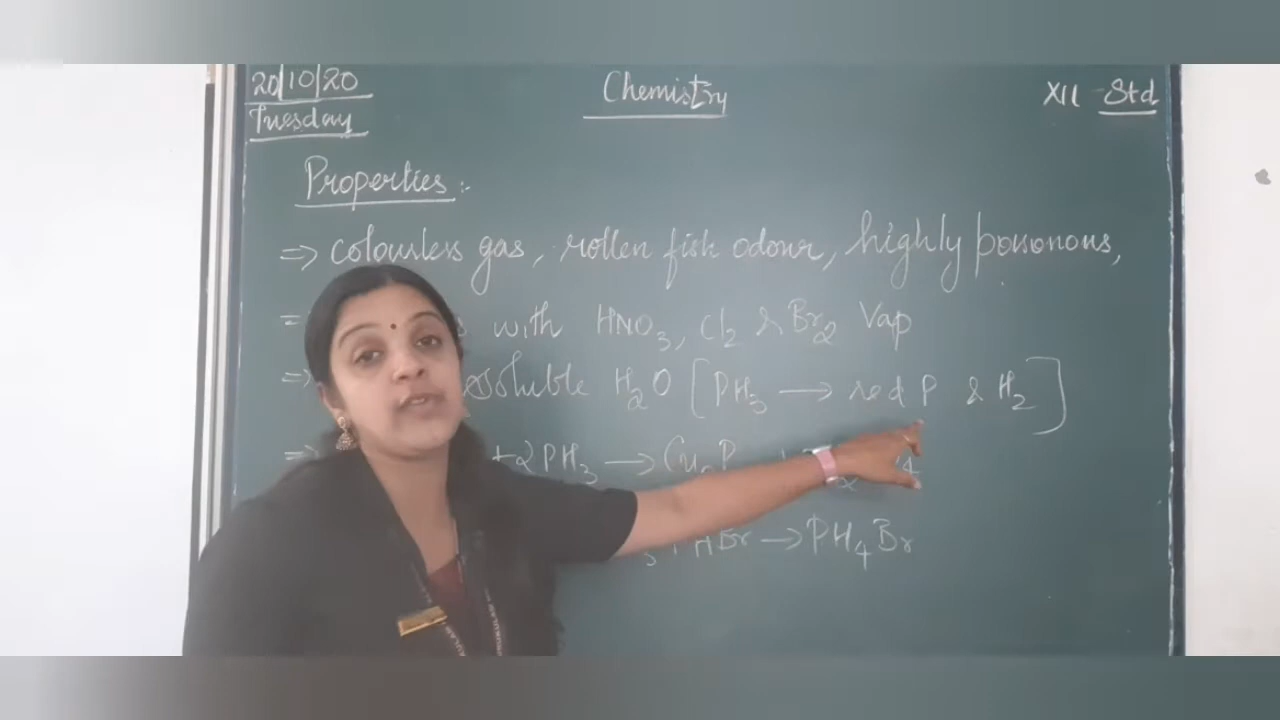 20/10/20 Chemistry XII Std
Tuesday
Properties :-
=> colourless gas, rotten fish odour, highly poisonous,
with HNO3, Cl2 & Br2 Vap
=> soluble H2O [PH3 → red P & H2]
=> +2PH3 → Cu3P
HBr → PH4Br